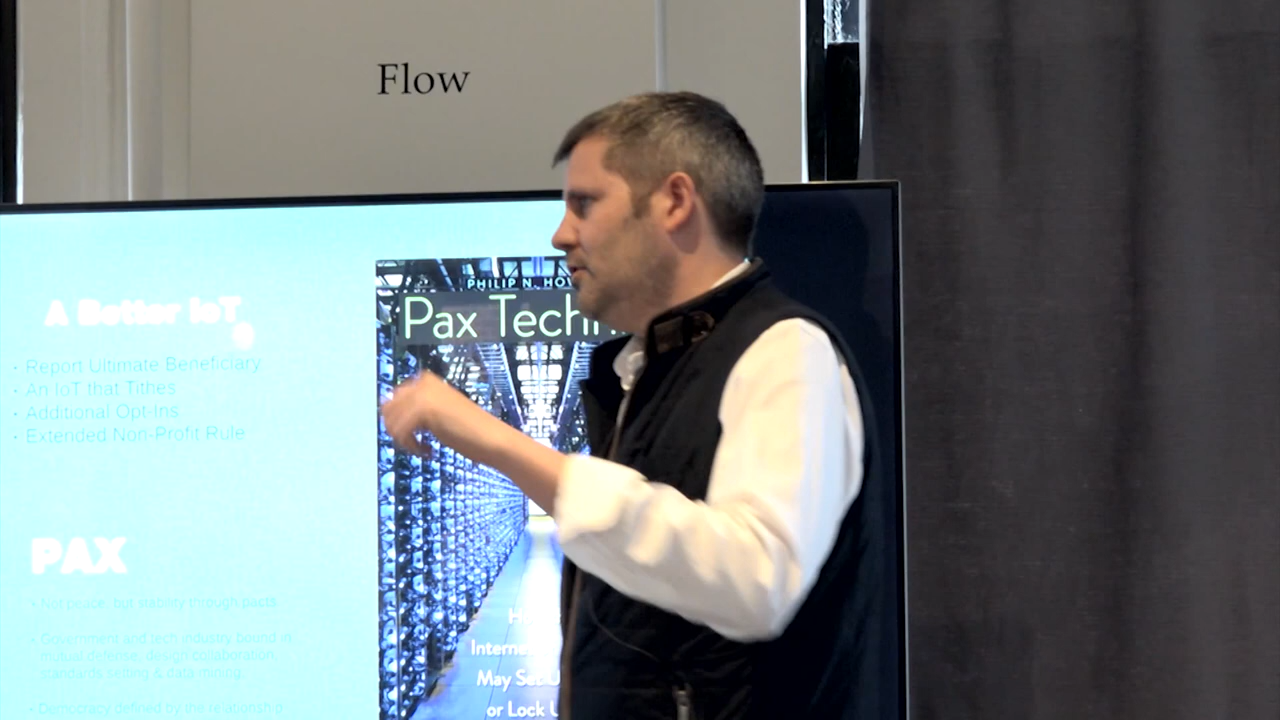 Flow
A Better IoT
• Report Ultimate Beneficiary
• An IoT that Tithes
• Additional Opt-Ins
• Extended Non-Profit Rule
PAX
• Not peace, but stability through pacts
• Government and tech industry bound in
mutual defense, design collaboration,
standards setting & data mining
• Democracy defined by the relationship
PHILIP N. HOW
Pax Techn
Interne
May Set U
or Lock U